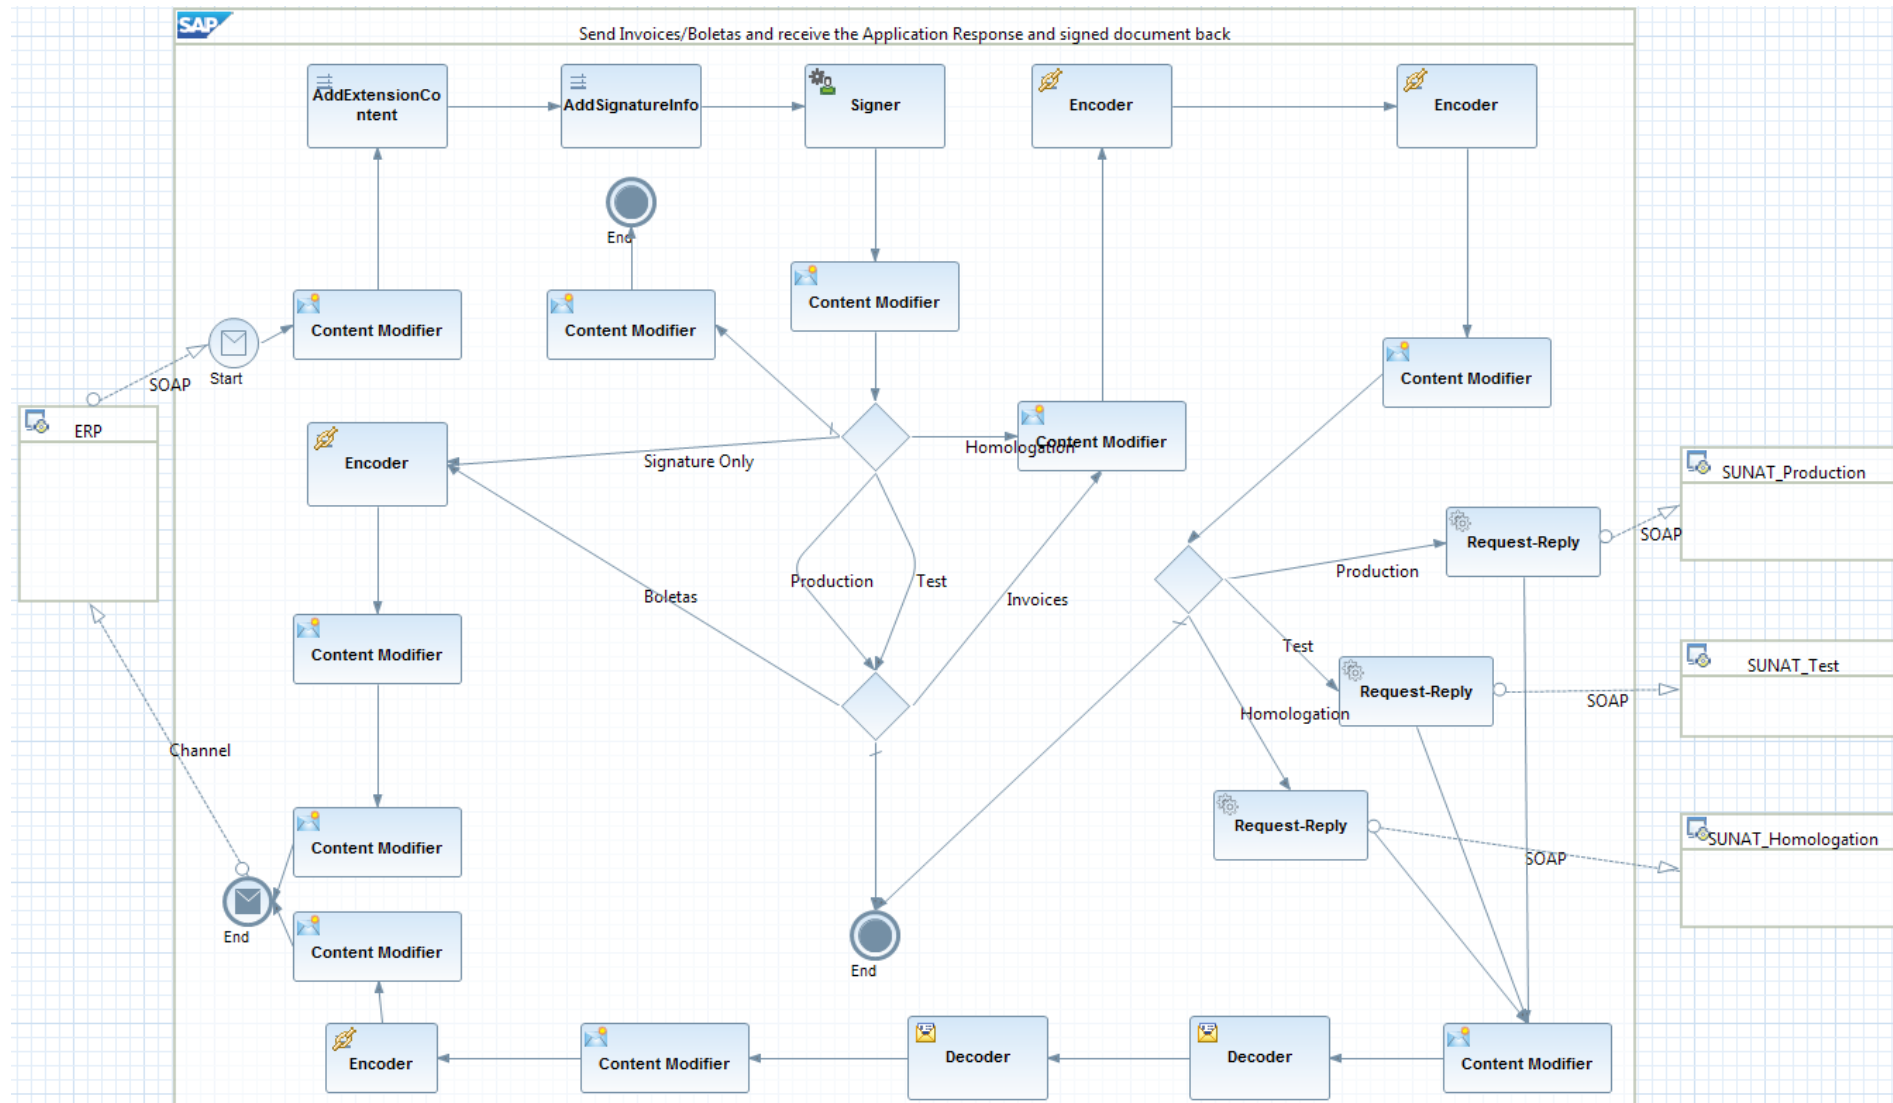 SAP
Send Invoices/Boletas and receive the Application Response and signed document back
AddExtensionCo
ntent
AddSignatureInfo
Signer
Encoder
Encoder
End
Content Modifier
Content Modifier
Content Modifier
Content Modifier
SOAP
Start
ERP
Encoder
Signature Only
Homologation
Content Modifier
SUNAT_Production
Request-Reply
SOAP
Production
Test
Production
Boletas
Invoices
Content Modifier
Test
Request-Reply
SUNAT_Test
SOAP
Homologation
Channel
Content Modifier
Request-Reply
SOAP
SUNAT_Homologation
End
Content Modifier
End
Encoder
Content Modifier
Decoder
Decoder
Content Modifier